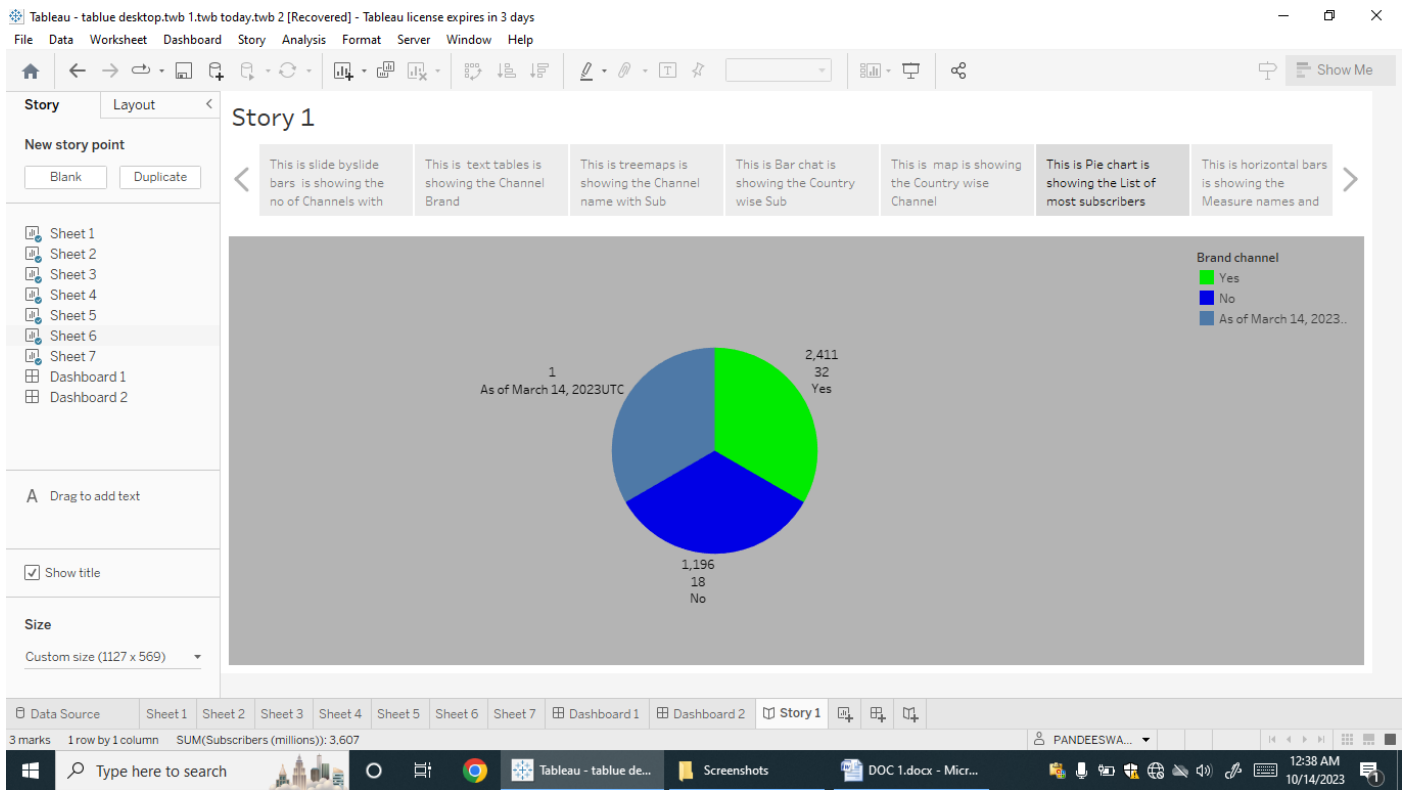 Tableau - tablue desktop.twb 1.twb today.twb 2 [Recovered] - Tableau license expires in 3 days
File Data Worksheet Dashboard Story Analysis Format Server Window Help
Show Me
Story Layout
New story point
Blank Duplicate
Sheet 1
Sheet 2
Sheet 3
Sheet 4
Sheet 5
Sheet 6
Sheet 7
Dashboard 1
Dashboard 2
A Drag to add text
Show title
Size
Custom size (1127 x 569)
Story 1
This is slide byslide
bars is showing the
no of Channels with
This is text tables is
showing the Channel
Brand
This is treemaps is
showing the Channel
name with Sub
This is Bar chat is
showing the Country
wise Sub
This is map is showing
the Country wise
Channel
This is Pie chart is
showing the List of
most subscribers
This is horizontal bars
is showing the
Measure names and
Brand channel
Yes
No
As of March 14, 2023..
2,411
32
Yes
1
As of March 14, 2023UTC
1,196
18
No
Data Source Sheet 1 Sheet 2 Sheet 3 Sheet 4 Sheet 5 Sheet 6 Sheet 7 Dashboard 1 Dashboard 2 Story 1
3 marks 1 row by 1 column SUM(Subscribers (millions)): 3,607
PANDEESWA...
Type here to search
Tableau - tablue de...
Screenshots
DOC 1.docx - Micr...
12:38 AM
10/14/2023
1